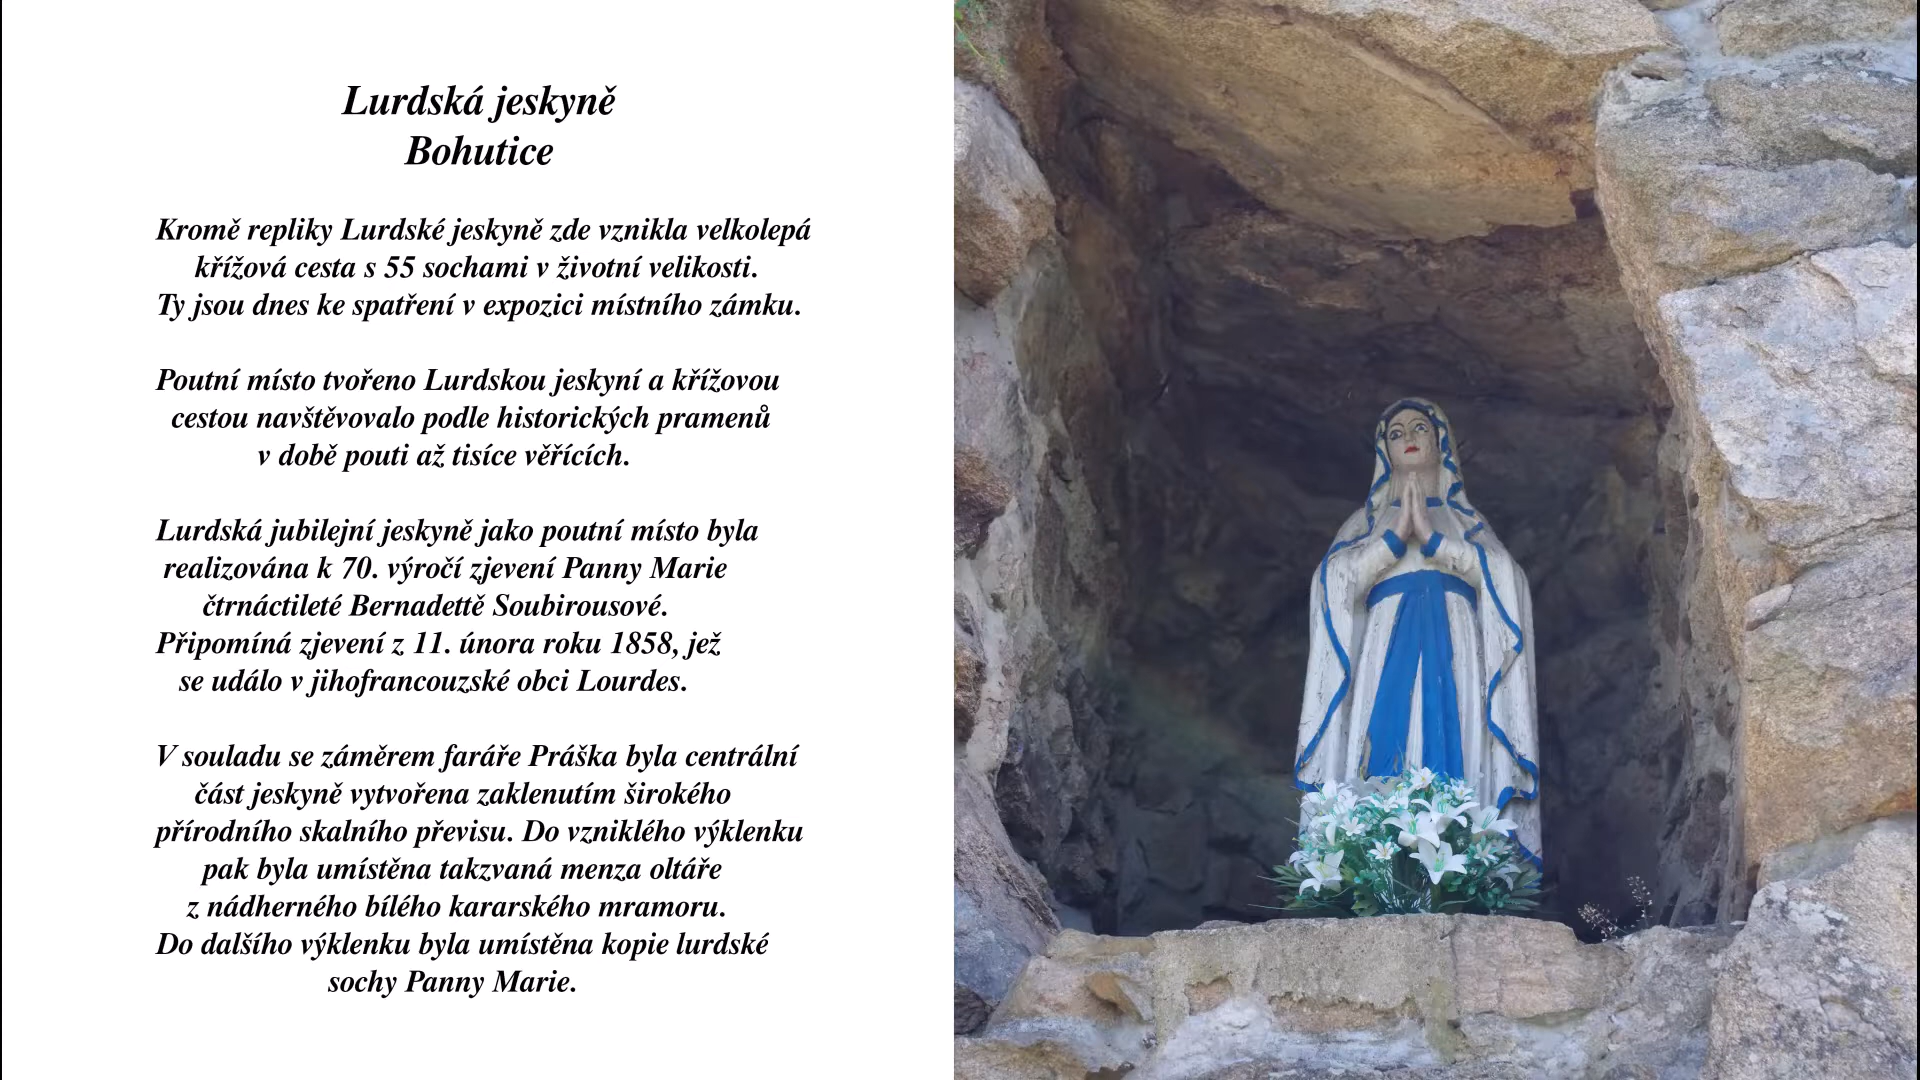 Lurdská jeskyně
Bohutice
Kromě repliky Lurdské jeskyně zde vznikla velkolepá
křížová cesta s 55 sochami v životní velikosti.
Ty jsou dnes ke spatření v expozici místního zámku.
Poutní místo tvořeno Lurdskou jeskyní a křížovou
cestou navštěvovalo podle historických pramenů
v době pouti až tisíce věřících.
Lurdská jubilejní jeskyně jako poutní místo byla
realizována k 70. výročí zjevení Panny Marie
čtrnáctileté Bernadettě Soubirousové.
Připomíná zjevení z 11. února roku 1858, jež
se událo v jihofrancouzské obci Lourdes.
V souladu se záměrem faráře Práška byla centrální
část jeskyně vytvořena zaklenutím širokého
přírodního skalního převisu. Do vzniklého výklenku
pak byla umístěna takzvaná menza oltáře
z nádherného bílého kararského mramoru.
Do dalšího výklenku byla umístěna kopie lurdské
sochy Panny Marie.